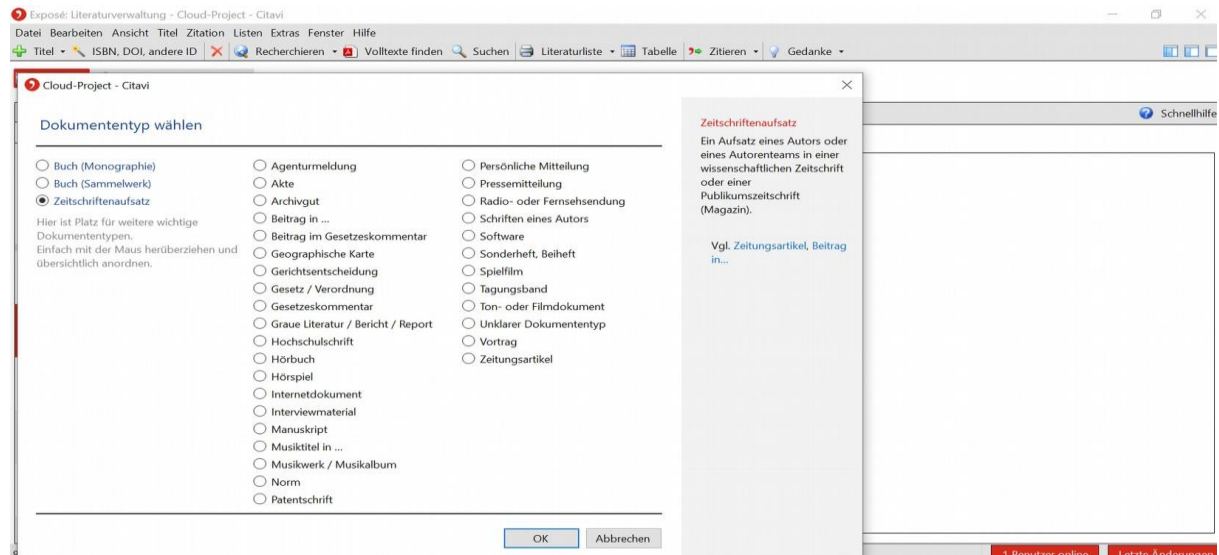 Exposé: Literaturverwaltung - Cloud-Project - Citavi
Datei Bearbeiten Ansicht Titel Zitation Listen Extras Fenster Hilfe
Titel ISBN, DOI, andere ID Recherchieren Volltexte finden Suchen Literaturliste Tabelle Zitieren Gedanke
Cloud-Project - Citavi
Schnellhilfe
Dokumententyp wählen
Buch (Monographie)
Buch (Sammelwerk)
Zeitschriftenaufsatz
Hier ist Platz für weitere wichtige
Dokumententypen.
Einfach mit der Maus herüberziehen und
übersichtlich anordnen.
Agenturmeldung
Akte
Archivgut
Beitrag in ...
Beitrag im Gesetzeskommentar
Geographische Karte
Gerichtsentscheidung
Gesetz / Verordnung
Gesetzeskommentar
Graue Literatur / Bericht / Report
Hochschulschrift
Hörbuch
Hörspiel
Internetdokument
Interviewmaterial
Manuskript
Musiktitel in ...
Musikwerk / Musikalbum
Norm
Patentschrift
Persönliche Mitteilung
Pressemitteilung
Radio- oder Fernsehsendung
Schriften eines Autors
Software
Sonderheft, Beiheft
Spielfilm
Tagungsband
Ton- oder Filmdokument
Unklarer Dokumententyp
Vortrag
Zeitungsartikel
Zeitschriftenaufsatz
Ein Aufsatz eines Autors oder
eines Autorenteams in einer
wissenschaftlichen Zeitschrift
oder einer
Publikumszeitschrift
(Magazin).
Vgl. Zeitungsartikel, Beitrag
in...
OK Abbrechen
1 Benutzer online Letzte Änderungen